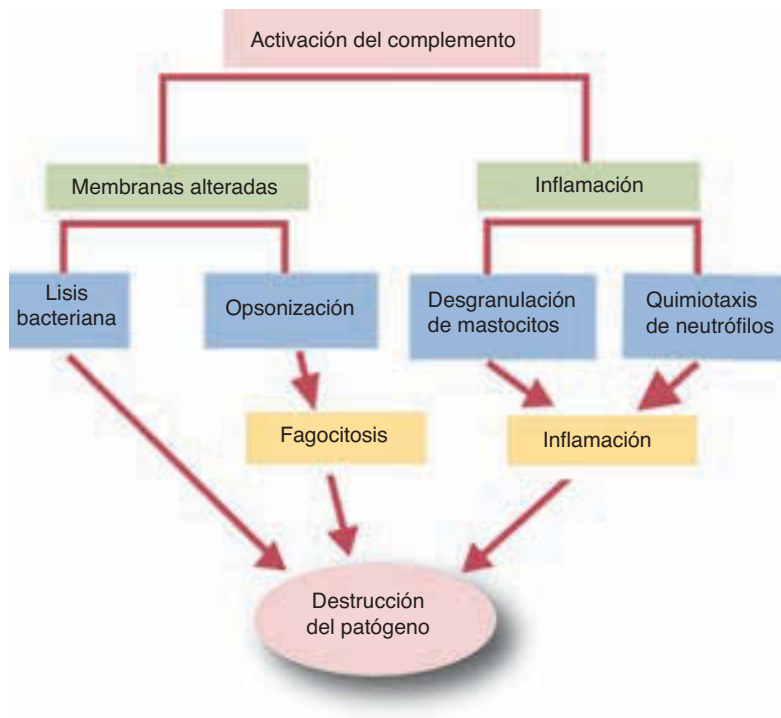 Activación del complemento
Membranas alteradas
Inflamación
Lisis
bacteriana
Opsonización
Desgranulación
de mastocitos
Quimiotaxis
de neutrófilos
Fagocitosis
Inflamación
Destrucción
del patógeno